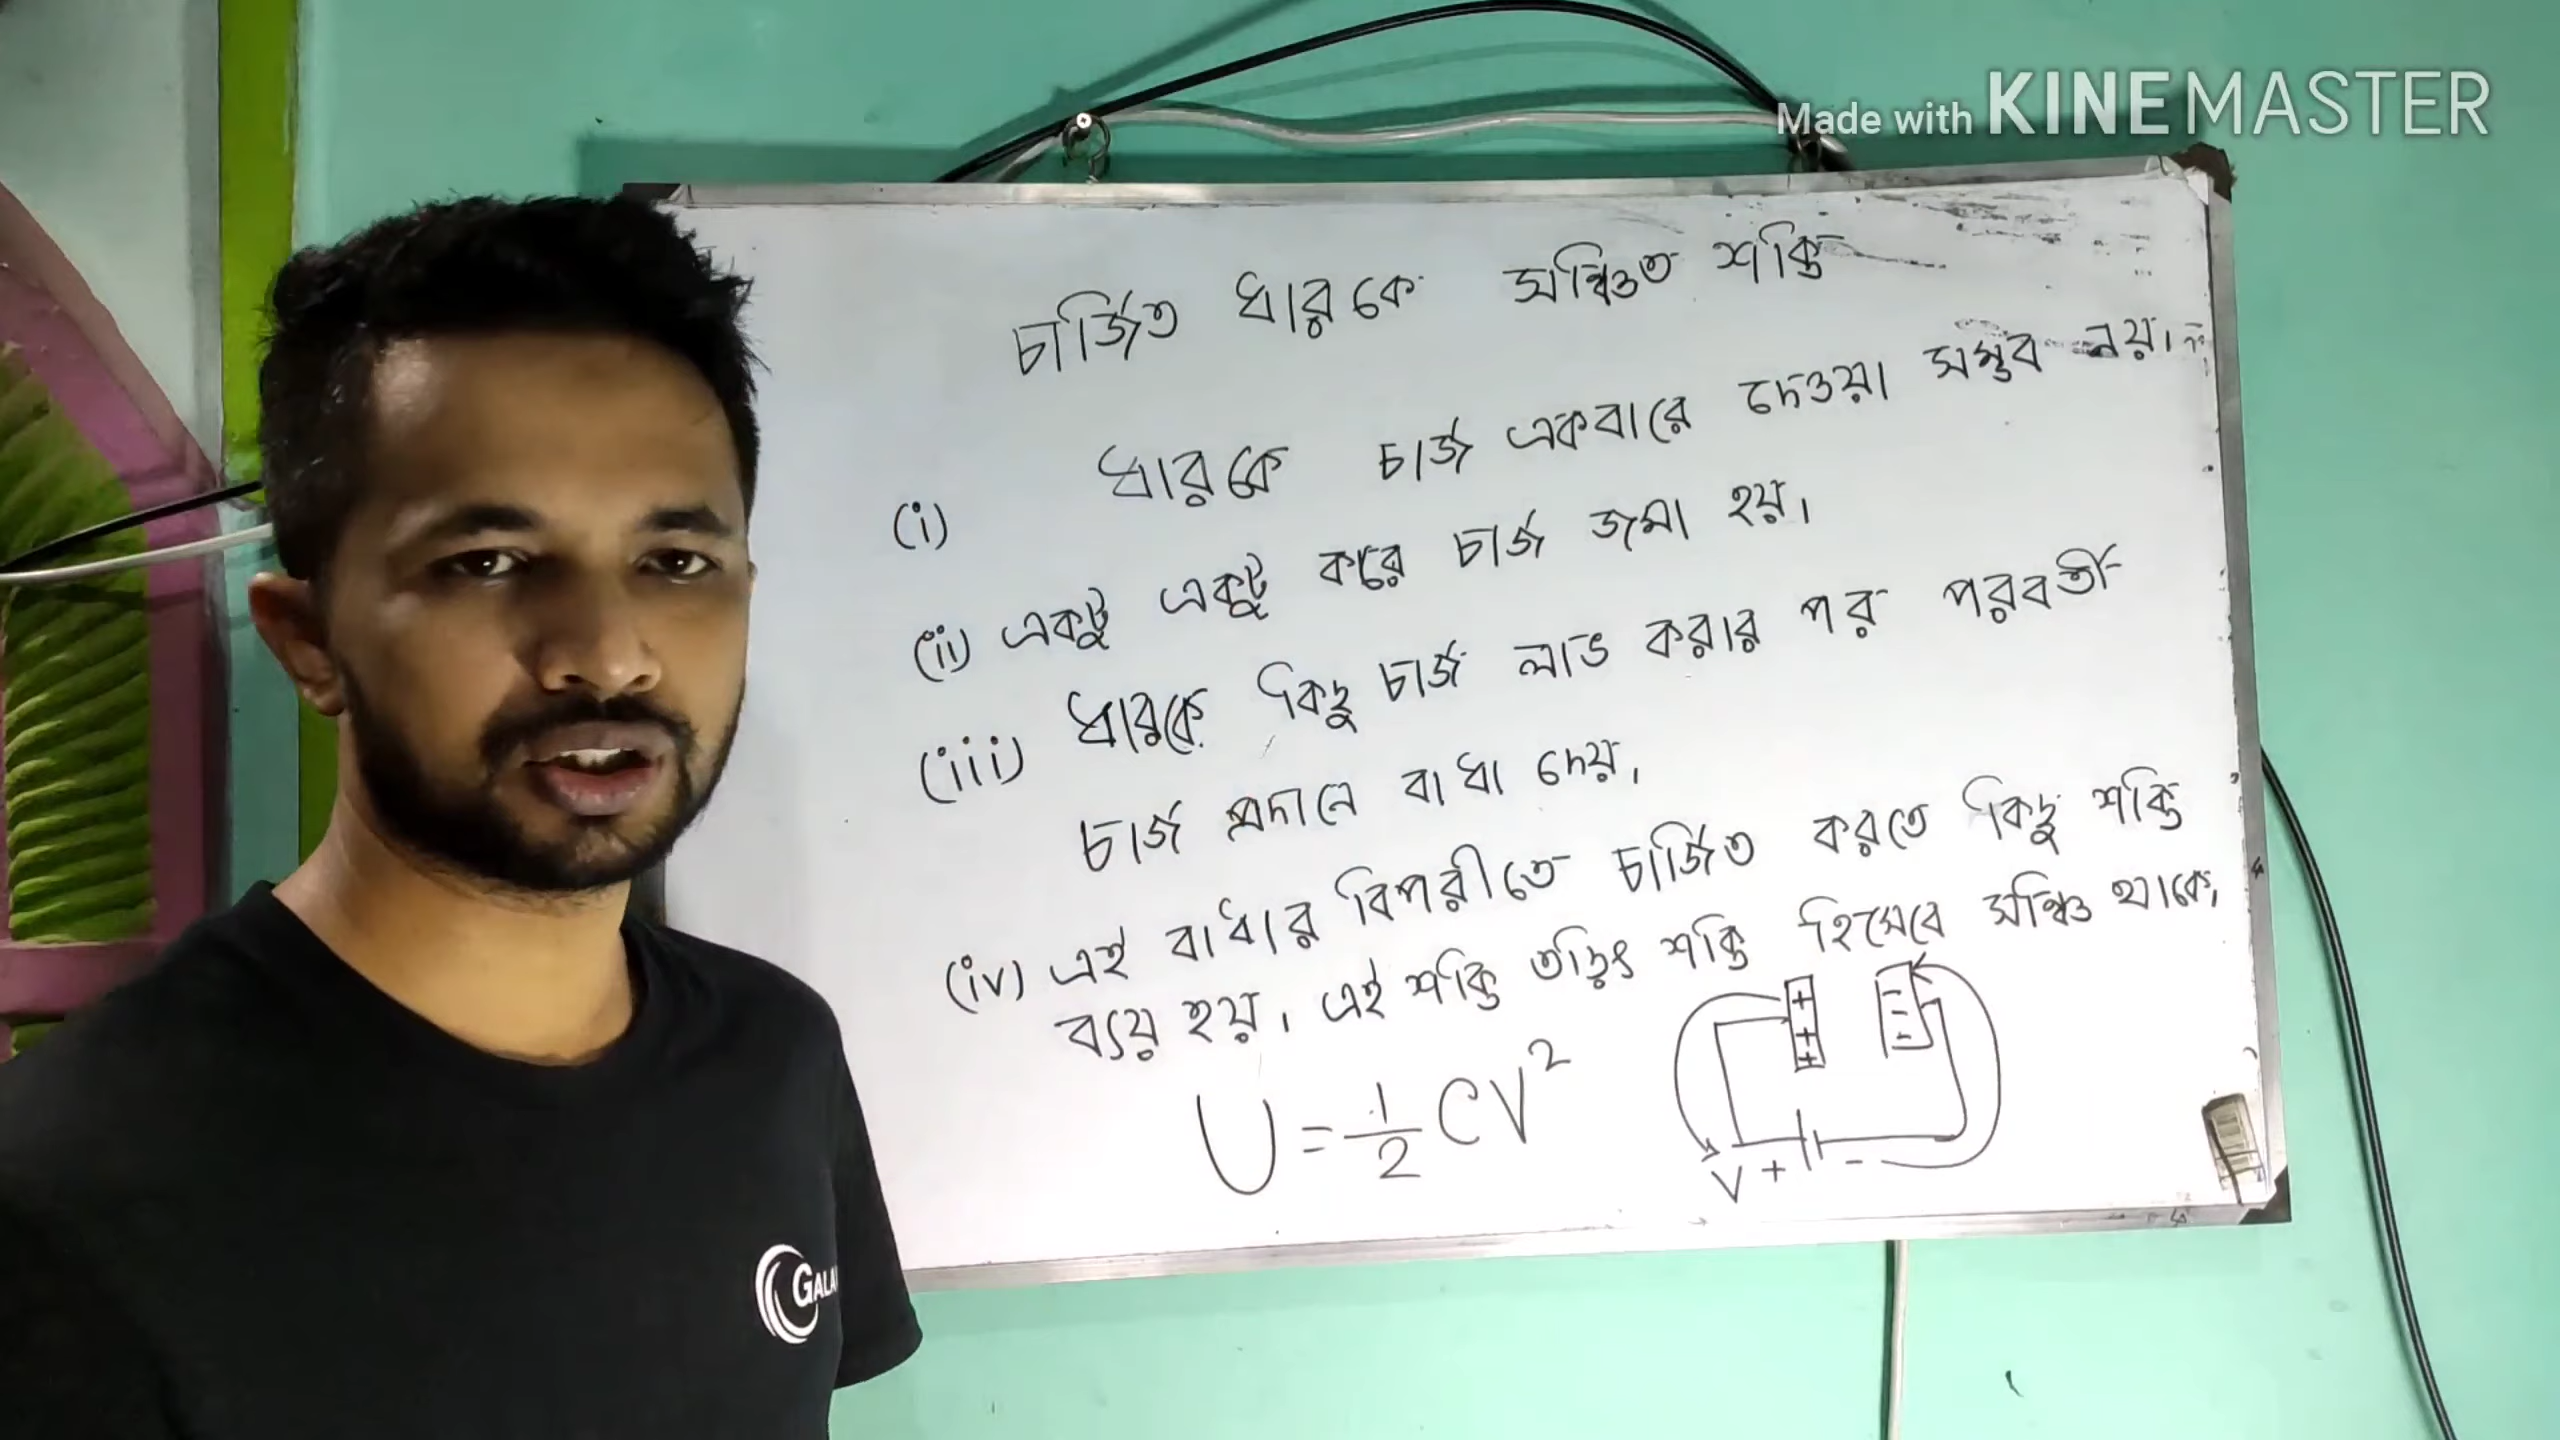 Made with KINEMASTER
চার্জিত ধারকে সঞ্চিত শক্তি
(i) ধারকে চার্জ একবারে দেওয়া সম্ভব নয়।
(ii) একটু একটু করে চার্জ জমা হয়।
(iii) ধারকে কিছু চার্জ লাভ করার পর পরবর্তী
চার্জ প্রদানে বাধা দেয়।
(iv) এই বাধার বিপরীতে চার্জিত করতে কিছু শক্তি
ব্যয় হয়। এই শক্তি তড়িৎ শক্তি হিসেবে সঞ্চিত থাকে।
U = 1/2 CV²
+ + +
- - -
V + -